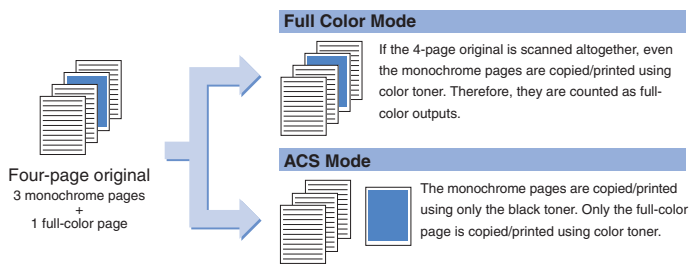 Four-page original
3 monochrome pages
+
1 full-color page
Full Color Mode
If the 4-page original is scanned altogether, even
the monochrome pages are copied/printed using
color toner. Therefore, they are counted as full-
color outputs.
ACS Mode
The monochrome pages are copied/printed
using only the black toner. Only the full-color
page is copied/printed using color toner.